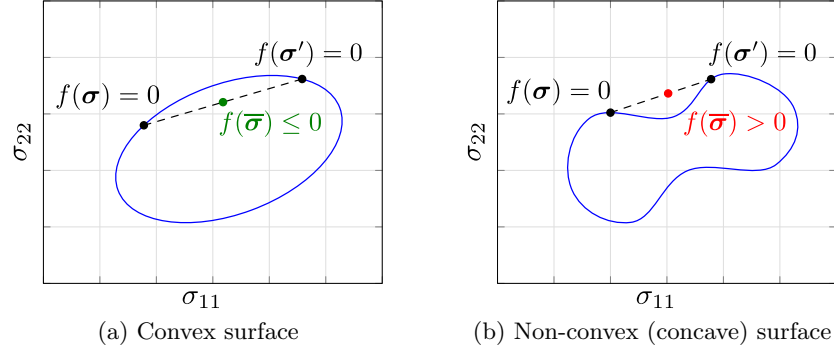 f(σ′) = 0
f(σ) = 0
f(σ̅) ≤ 0
σ₂₂
σ₁₁
(a) Convex surface
f(σ′) = 0
f(σ) = 0
f(σ̅) > 0
σ₂₂
σ₁₁
(b) Non-convex (concave) surface